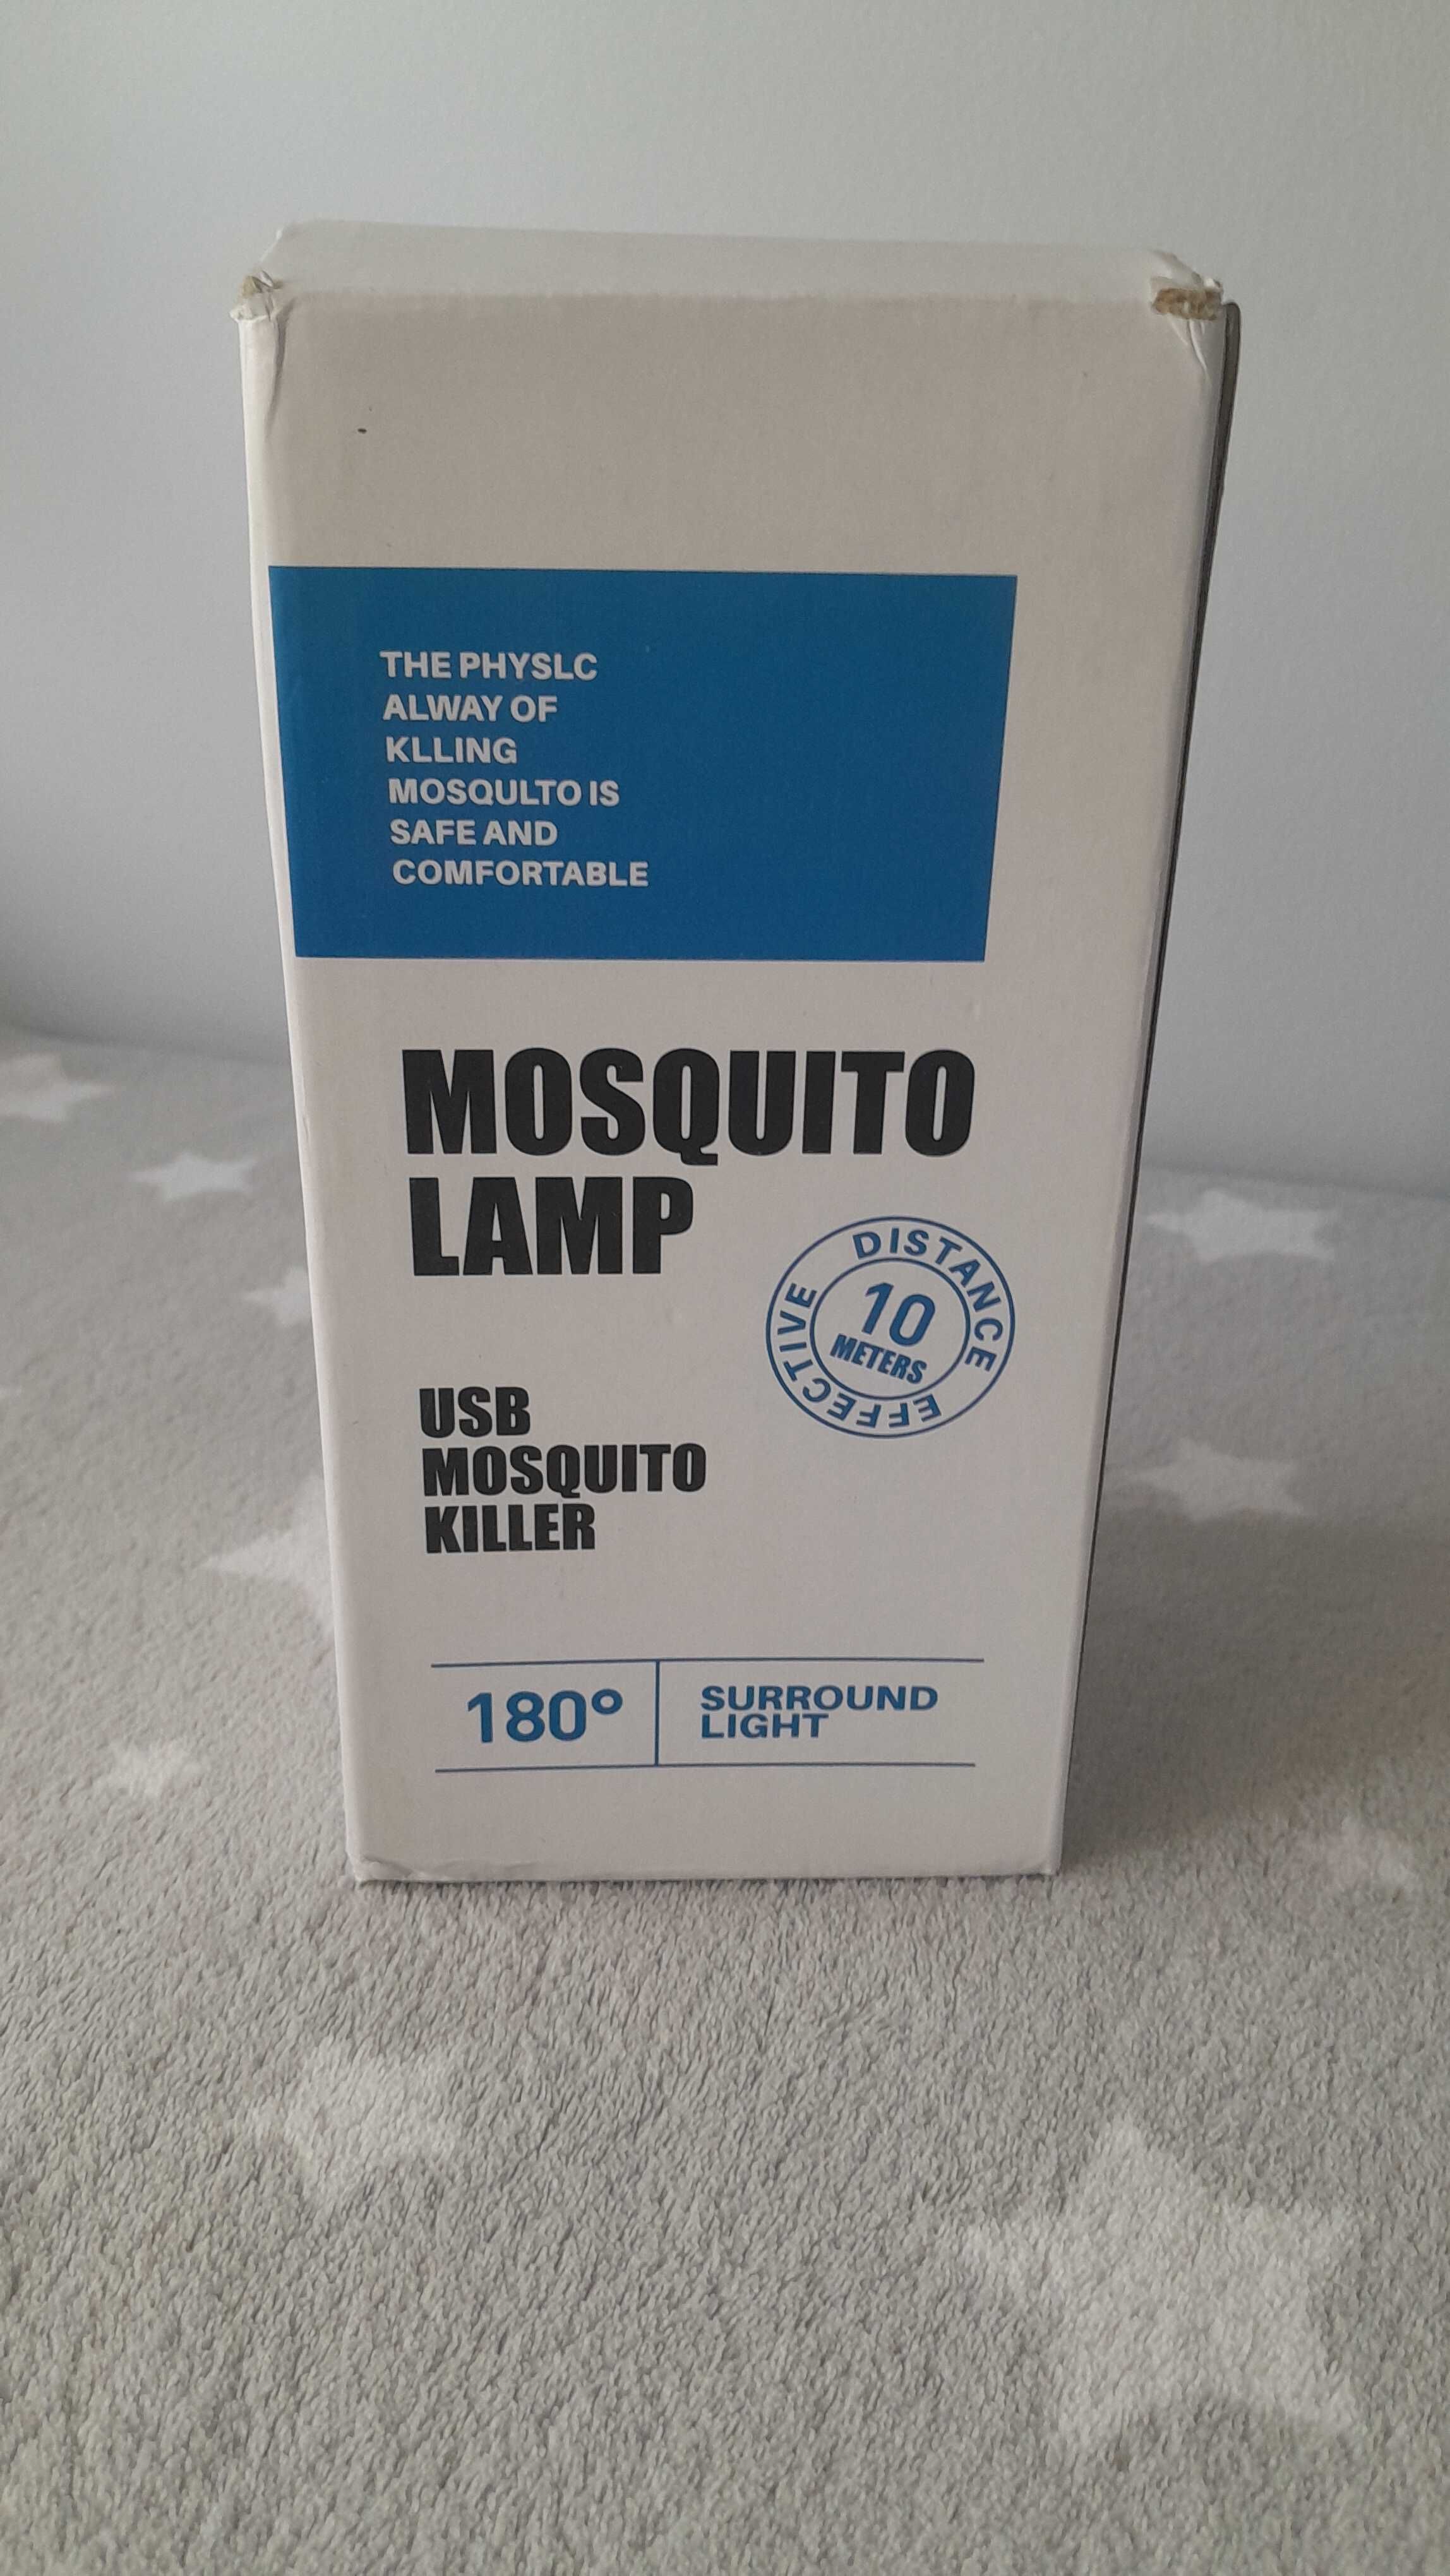 THE PHYSLC
ALWAY OF
KLLING
MOSQULTO IS
SAFE AND
COMFORTABLE
MOSQUITO
LAMP
DISTANCE
EFFECTIVE
10
METERS
USB
MOSQUITO
KILLER
180°
SURROUND
LIGHT